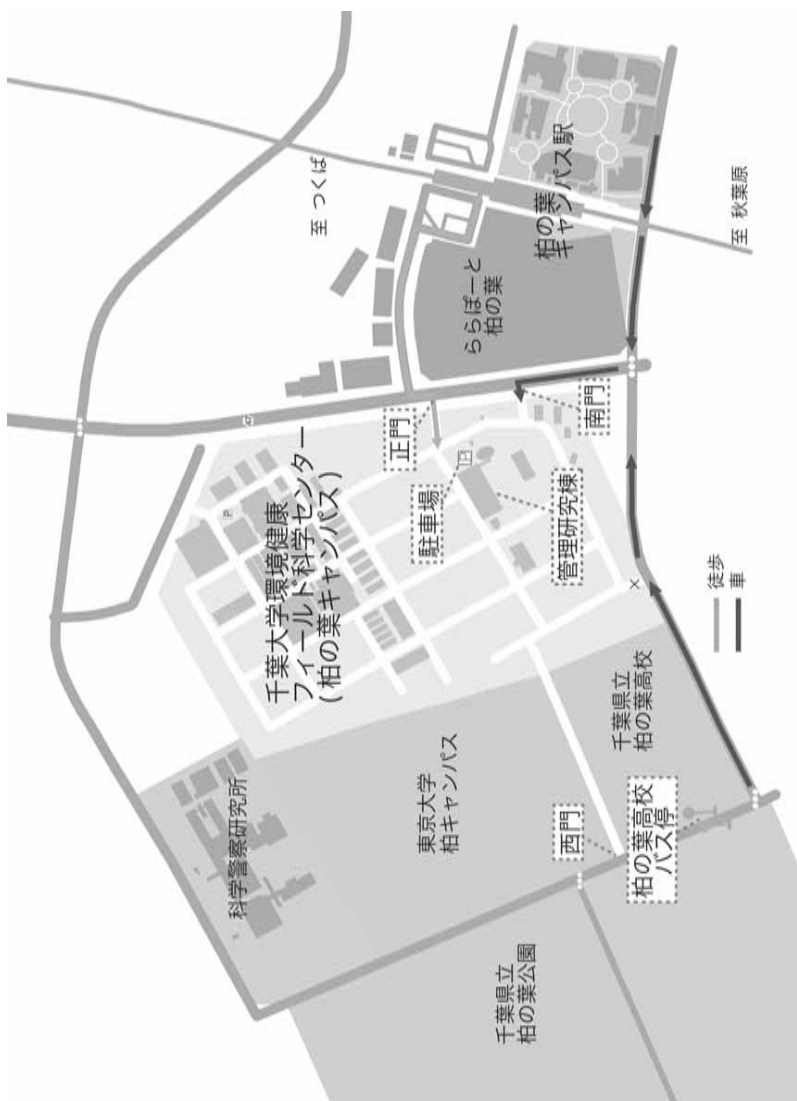 至 つくば
柏の葉
キャンパス駅
ららぽーと
柏の葉
至 秋葉原
正門
南門
千葉大学環境健康
フィールド科学センター
(柏の葉キャンパス)
P
駐車場
P
管理研究棟
徒歩
車
科学警察研究所
東京大学
柏キャンパス
千葉県立
柏の葉高校
西門
柏の葉高校
バス停
千葉県立
柏の葉公園